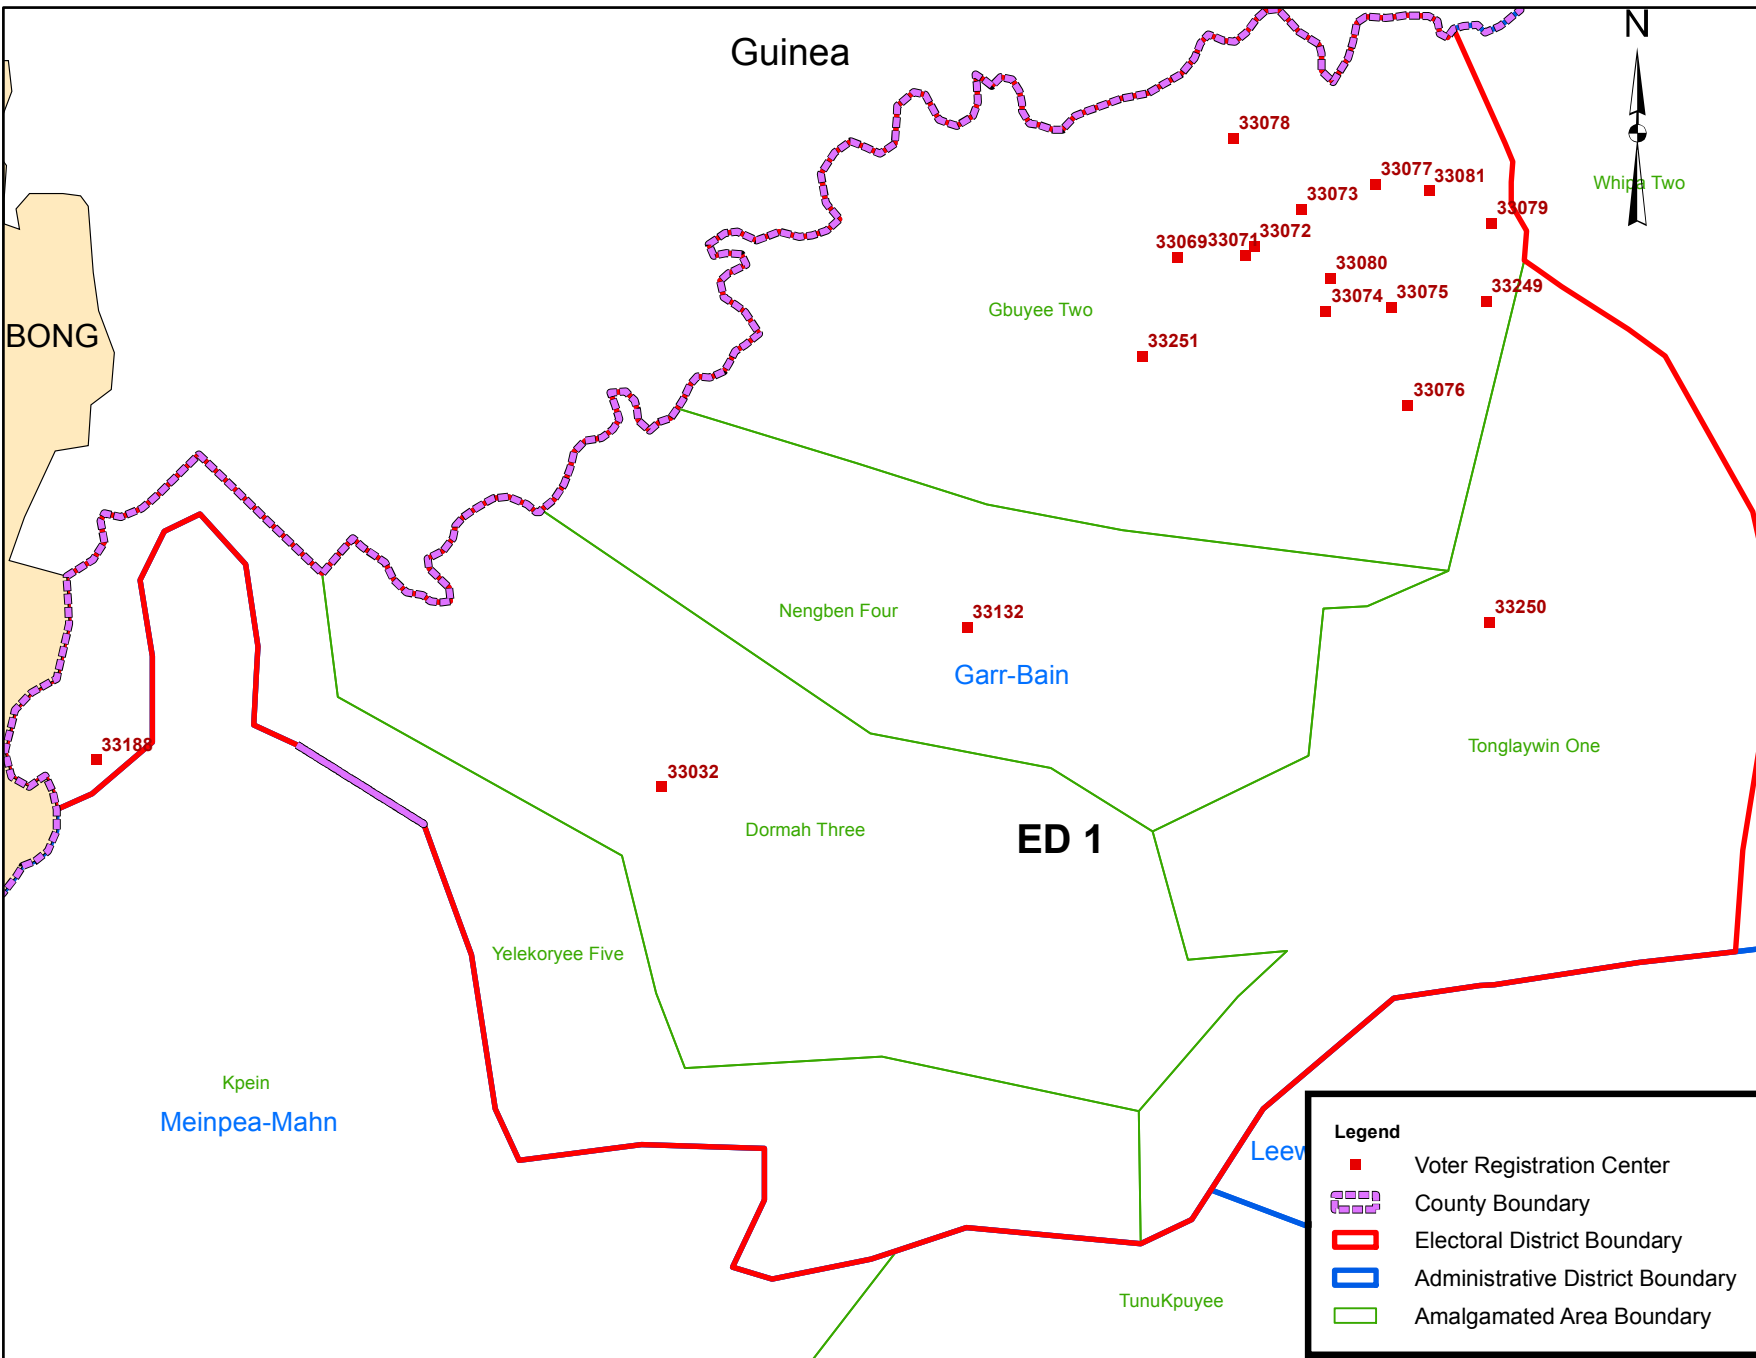 Guinea
N
33078
33077
33081
Whipa Two
33073
33079
33072
33069
33071
33080
33249
33075
33074
Gbuyee Two
BONG
33251
33076
33250
Nengben Four
33132
Garr-Bain
33188
Tonglaywin One
33032
Dormah Three
ED 1
Yelekoryee Five
Kpein
Meinpea-Mahn
Leew
Legend
Voter Registration Center
County Boundary
Electoral District Boundary
Administrative District Boundary
Amalgamated Area Boundary
TunuKpuyee